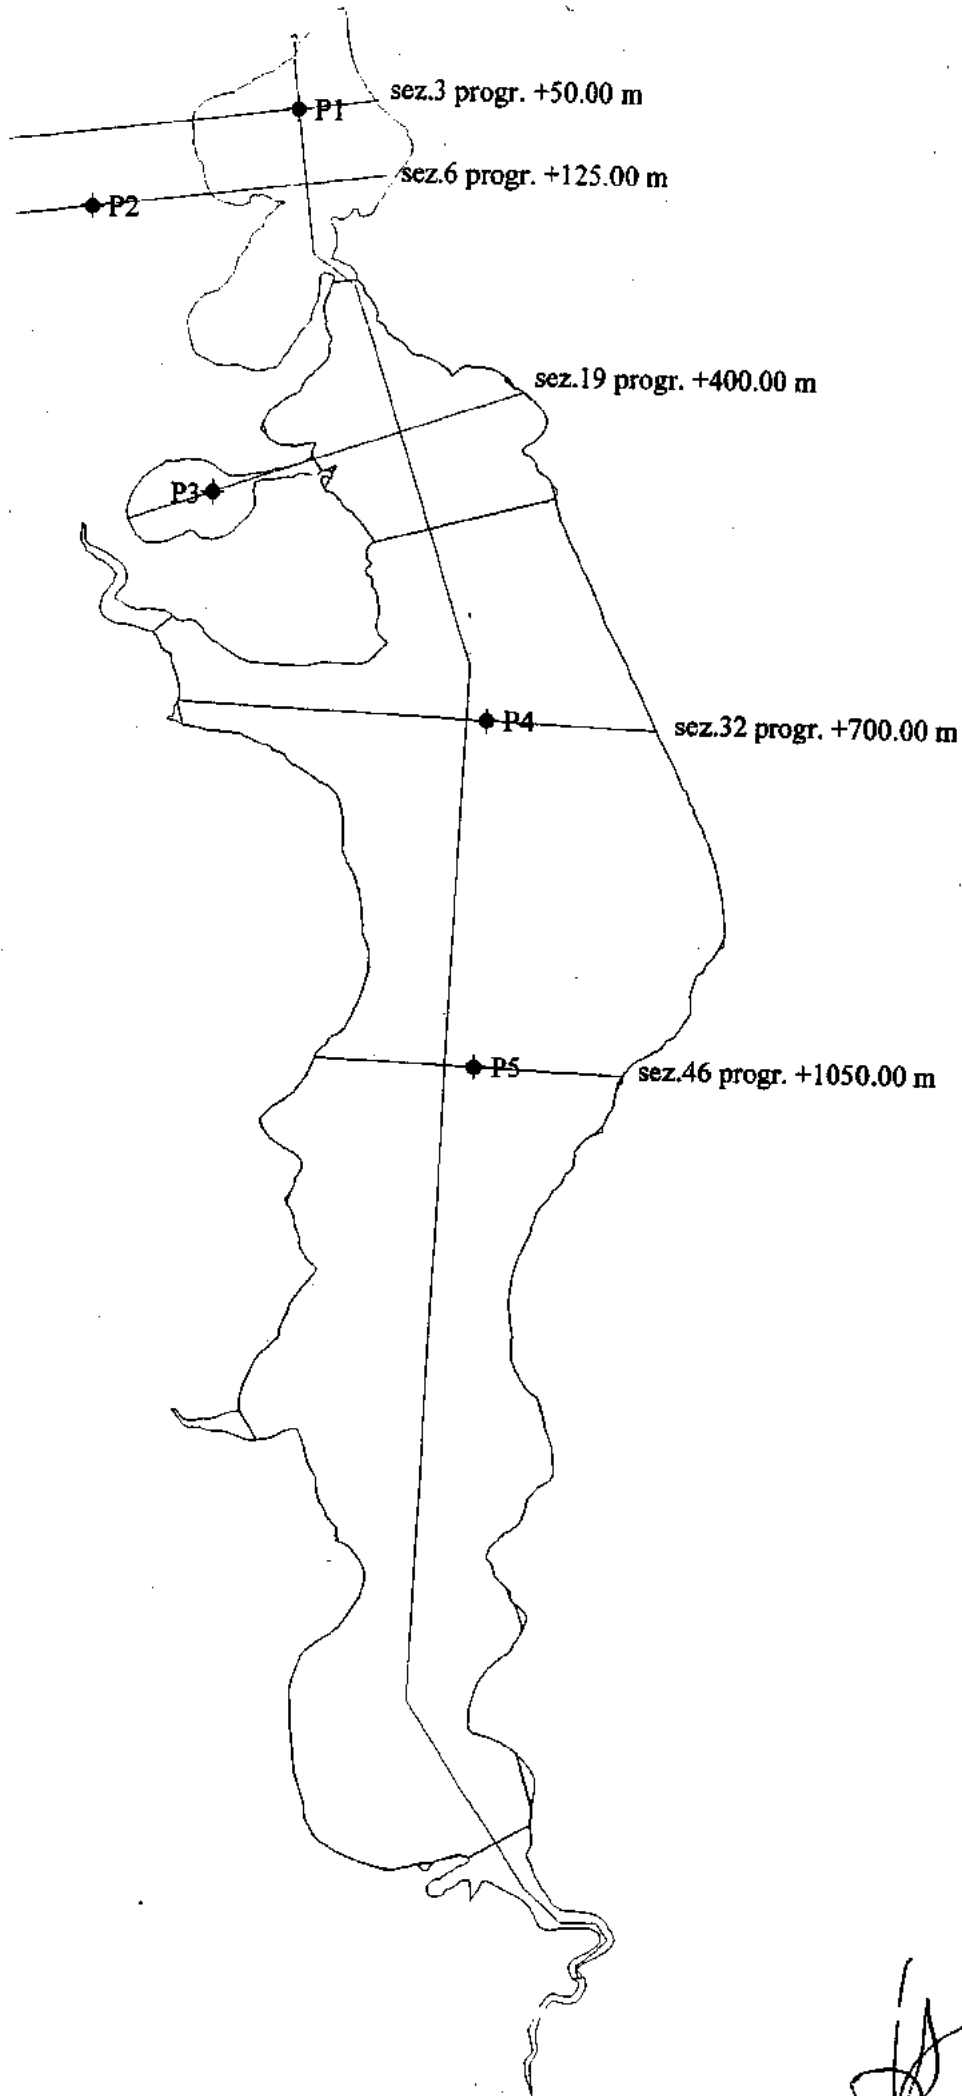 sez.3 progr. +50.00 m
P1
sez.6 progr. +125.00 m
P2
sez.19 progr. +400.00 m
P3
sez.32 progr. +700.00 m
P4
sez.46 progr. +1050.00 m
P5